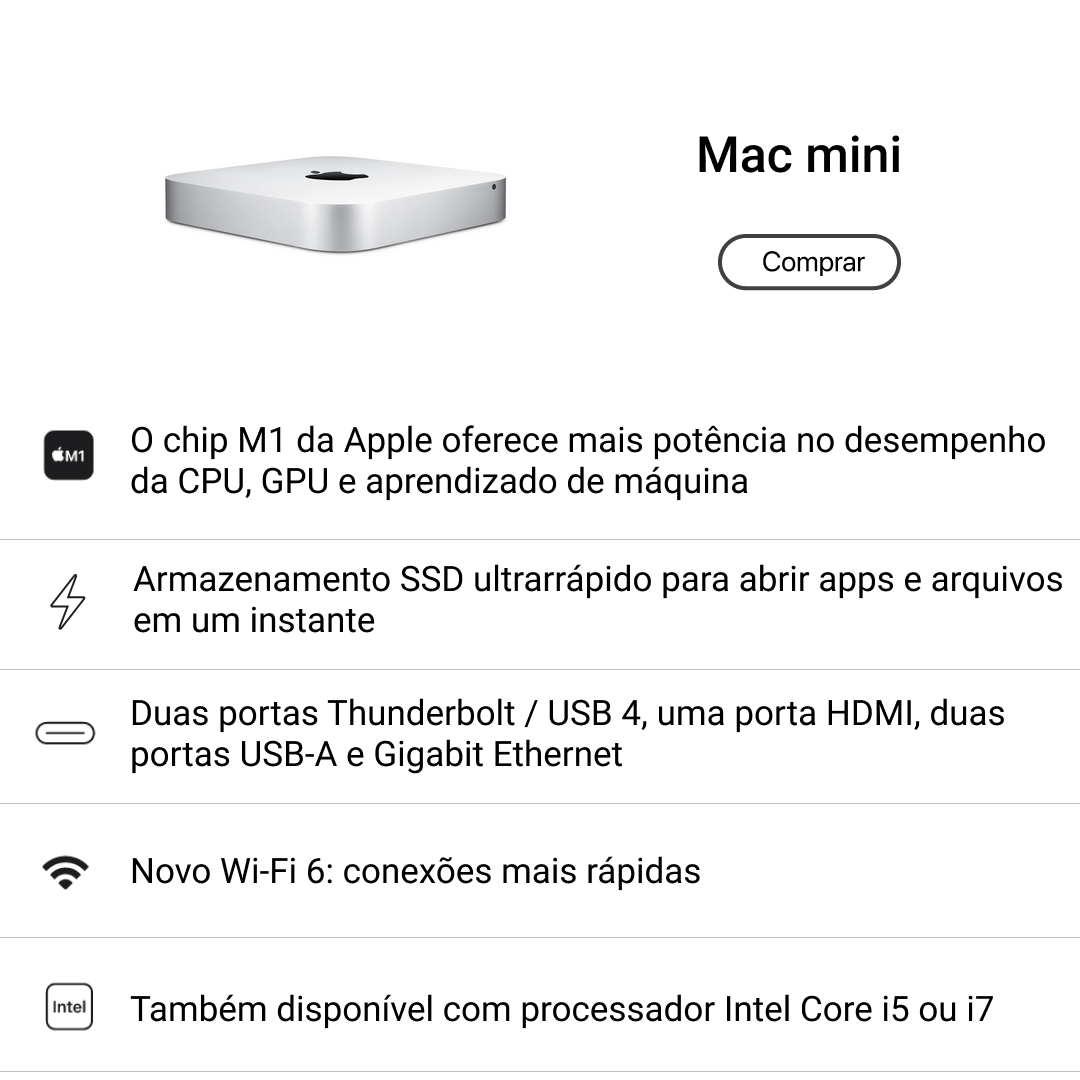 Mac mini
Comprar
M1
O chip M1 da Apple oferece mais potência no desempenho
da CPU, GPU e aprendizado de máquina
Armazenamento SSD ultrarrápido para abrir apps e arquivos
em um instante
Duas portas Thunderbolt / USB 4, uma porta HDMI, duas
portas USB-A e Gigabit Ethernet
Novo Wi-Fi 6: conexões mais rápidas
Intel
Também disponível com processador Intel Core i5 ou i7